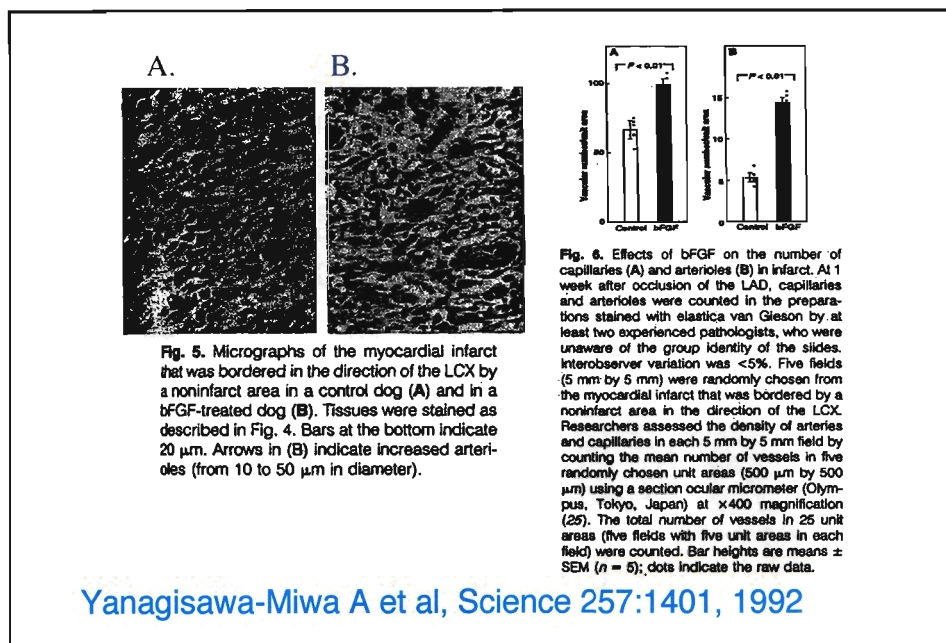 A.
B.
Fig. 5. Micrographs of the myocardial infarct
that was bordered in the direction of the LCX by
a noninfarct area in a control dog (A) and in a
bFGF-treated dog (B). Tissues were stained as
described in Fig. 4. Bars at the bottom indicate
20 μm. Arrows in (B) indicate increased arteri-
oles (from 10 to 50 μm in diameter).
A
P < 0.01
100
50
0
Vascular number/unit area
Control bFGF
B
P < 0.01
15
10
5
0
Vascular number/unit area
Control bFGF
Fig. 6. Effects of bFGF on the number of
capillaries (A) and arterioles (B) in infarct. At 1
week after occlusion of the LAD, capillaries
and arterioles were counted in the prepara-
tions stained with elastica van Gieson by at
least two experienced pathologists, who were
unaware of the group identity of the slides.
Interobserver variation was <5%. Five fields
(5 mm by 5 mm) were randomly chosen from
the myocardial infarct that was bordered by a
noninfarct area in the direction of the LCX.
Researchers assessed the density of arteries
and capillaries in each 5 mm by 5 mm field by
counting the mean number of vessels in five
randomly chosen unit areas (500 μm by 500
μm) using a section ocular micrometer (Olym-
pus, Tokyo, Japan) at ×400 magnification
(25). The total number of vessels in 25 unit
areas (five fields with five unit areas in each
field) were counted. Bar heights are means ±
SEM (n = 5); dots indicate the raw data.
Yanagisawa-Miwa A et al, Science 257:1401, 1992